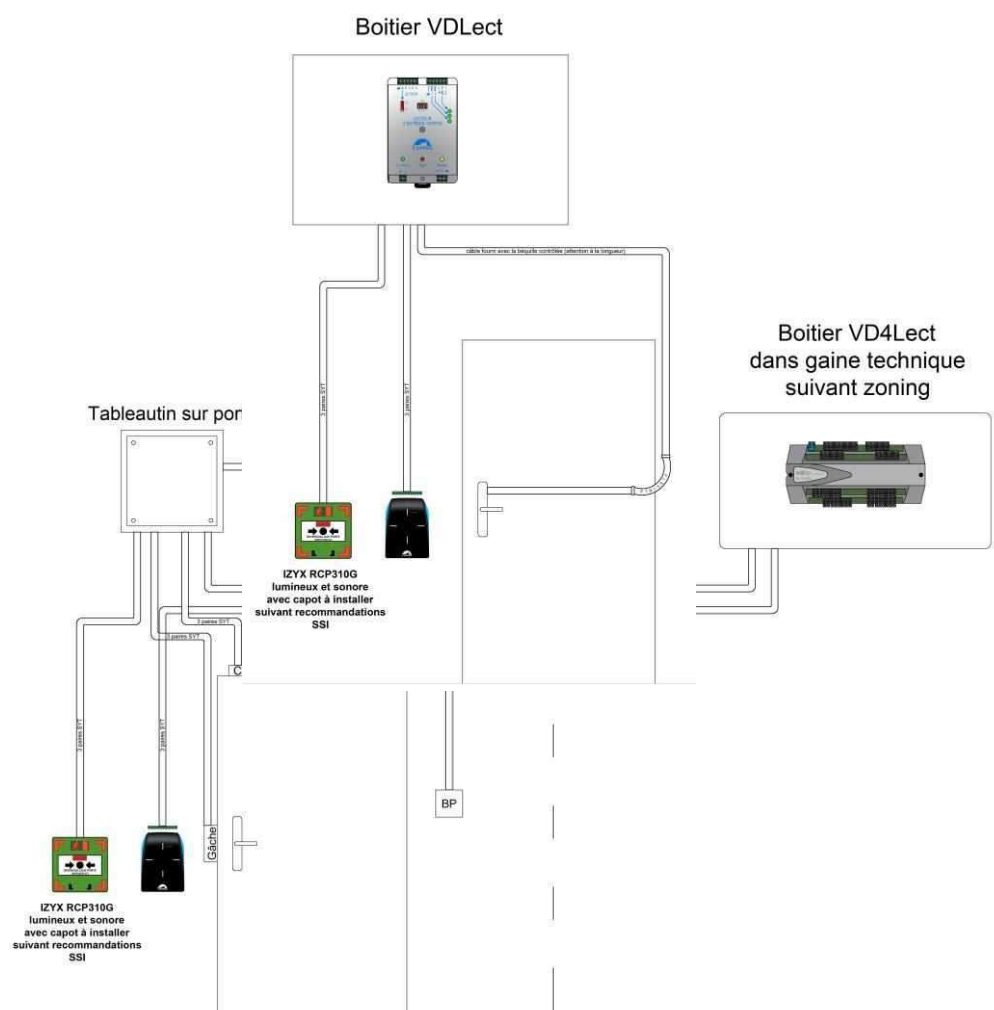 Boitier VDLect
câble fourni avec la béquille contrôlée (attention à la longueur)
Boitier VD4Lect
dans gaine technique
suivant zoning
3 paires SYT
3 paires SYT
Tableautin sur por
IZYX RCP310G
lumineux et sonore
avec capot à installer
suivant recommandations
SSI
3 paires SYT
3 paires SYT
C
3 paires SYT
3 paires SYT
BP
Gâche
IZYX RCP310G
lumineux et sonore
avec capot à installer
suivant recommandations
SSI